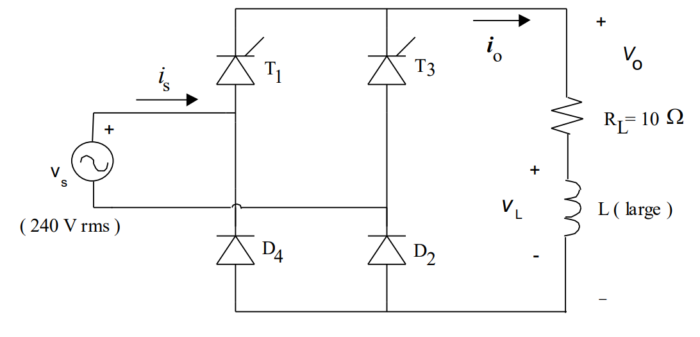 +
i_o
V_o
T_1
T_3
i_s
R_L= 10 Ω
+
v_s
+
V_L
L ( large )
( 240 V rms )
D_4
D_2
-
–